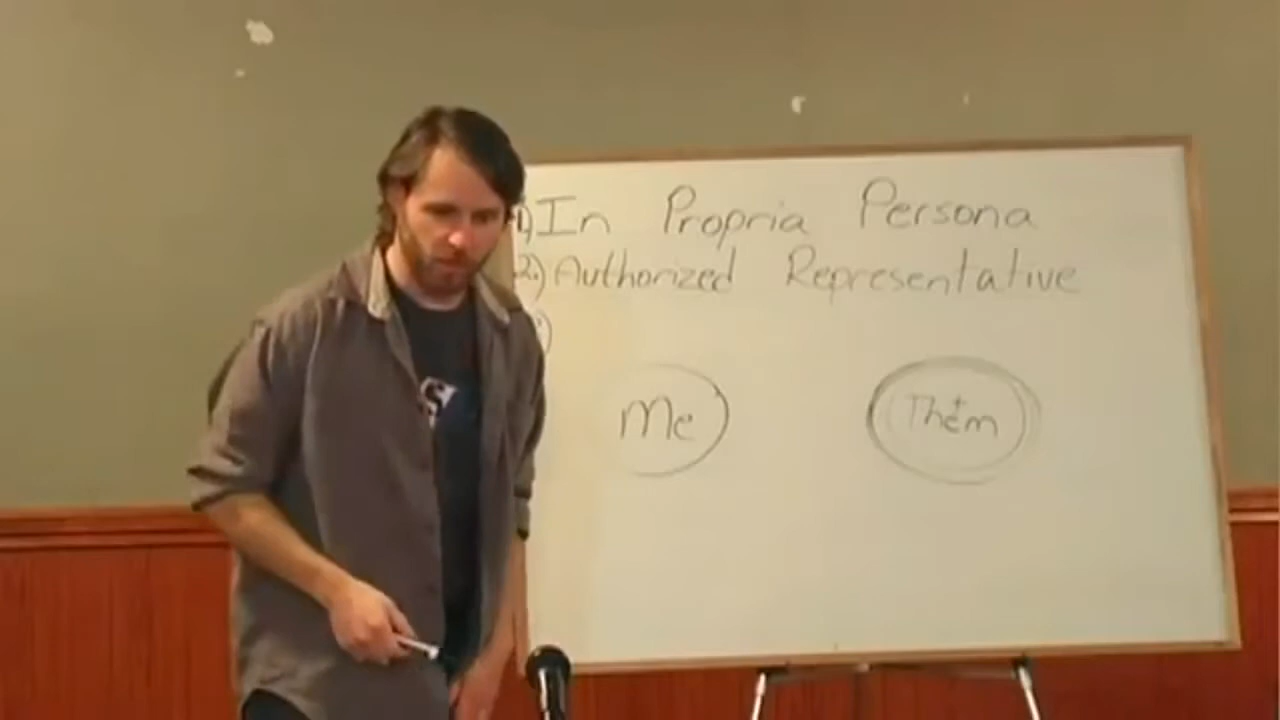 1.) In Propria Persona
2.) Authorized Representative
Me
Them
S